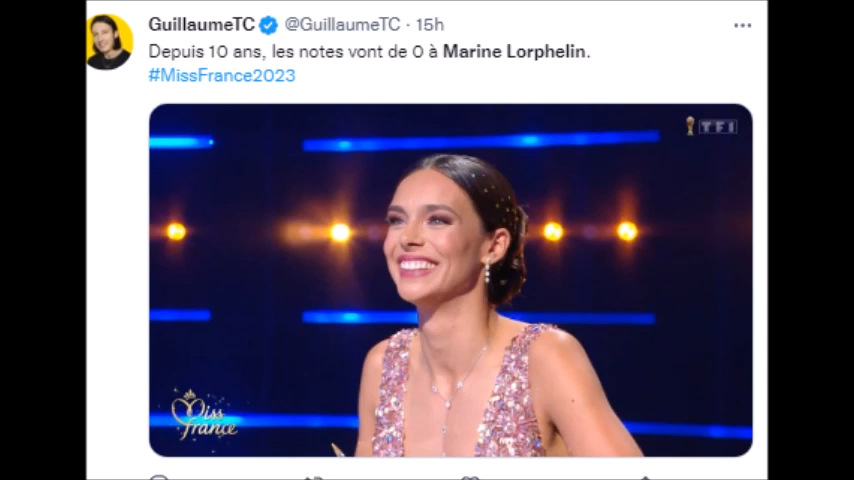 GuillaumeTC @GuillaumeTC · 15h
Depuis 10 ans, les notes vont de 0 à Marine Lorphelin.
#MissFrance2023
TF1
Miss
France